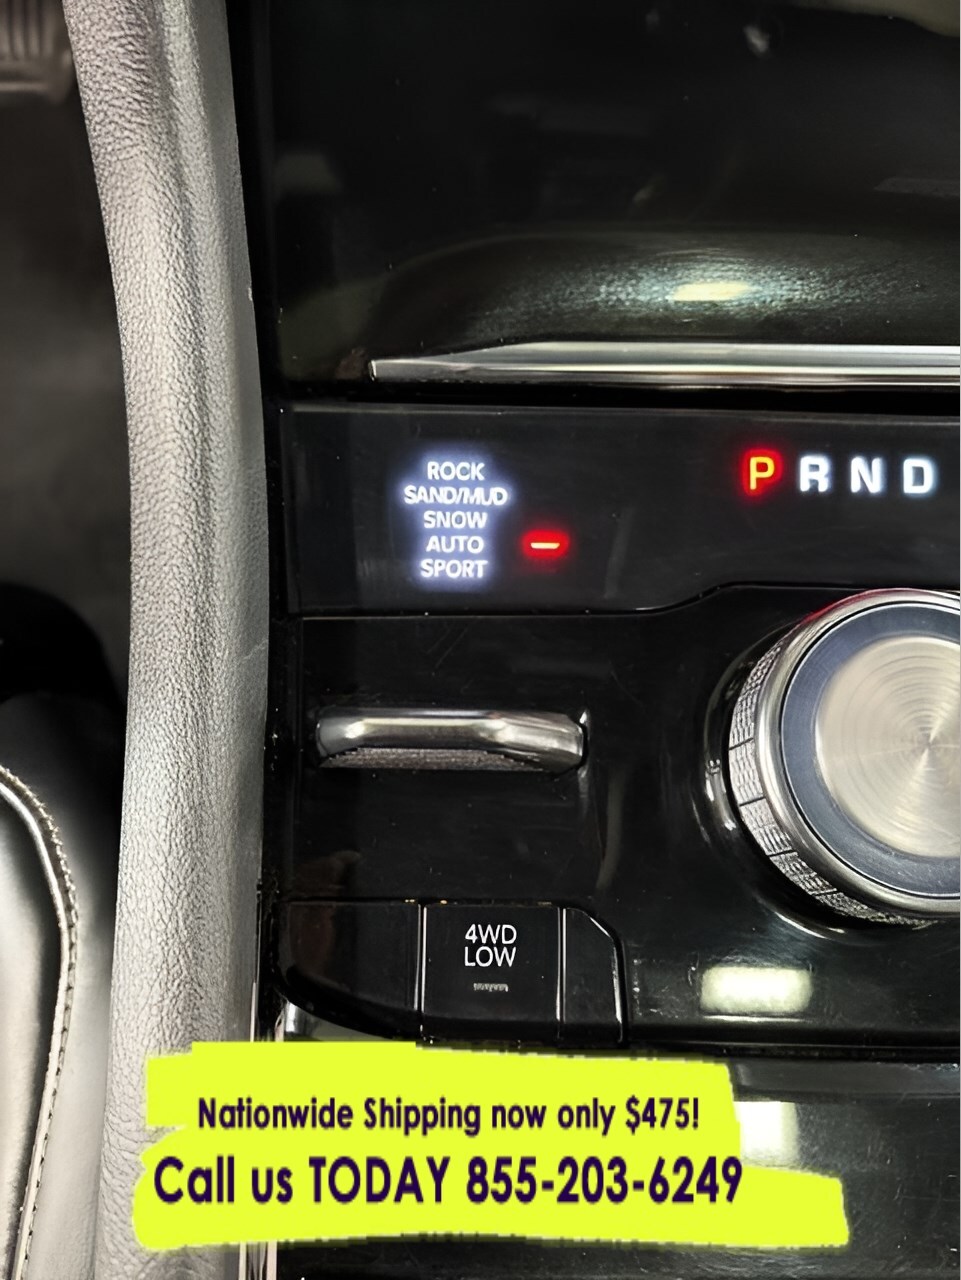 ROCK
SAND/MUD
SNOW
AUTO
SPORT
P R N D
4WD
LOW
Nationwide Shipping now only $475!
Call us TODAY 855-203-6249